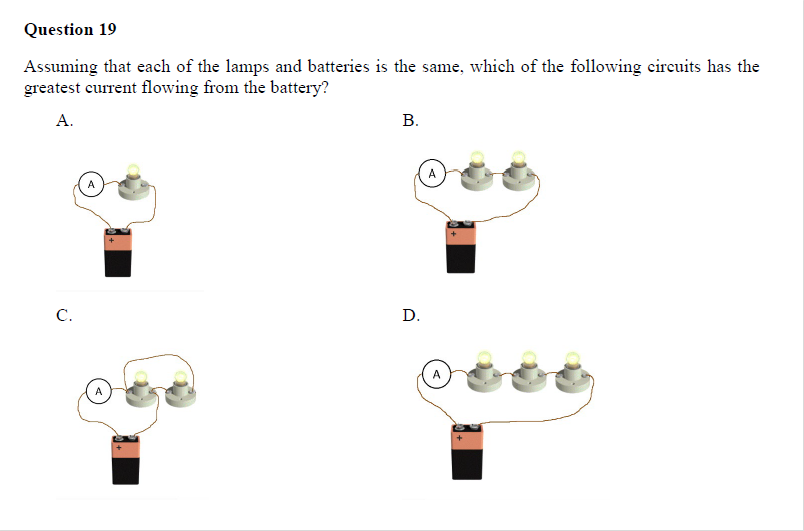 Question 19
Assuming that each of the lamps and batteries is the same, which of the following circuits has the
greatest current flowing from the battery?
A.
B.
A
A
+
+
C.
D.
A
A
+
+